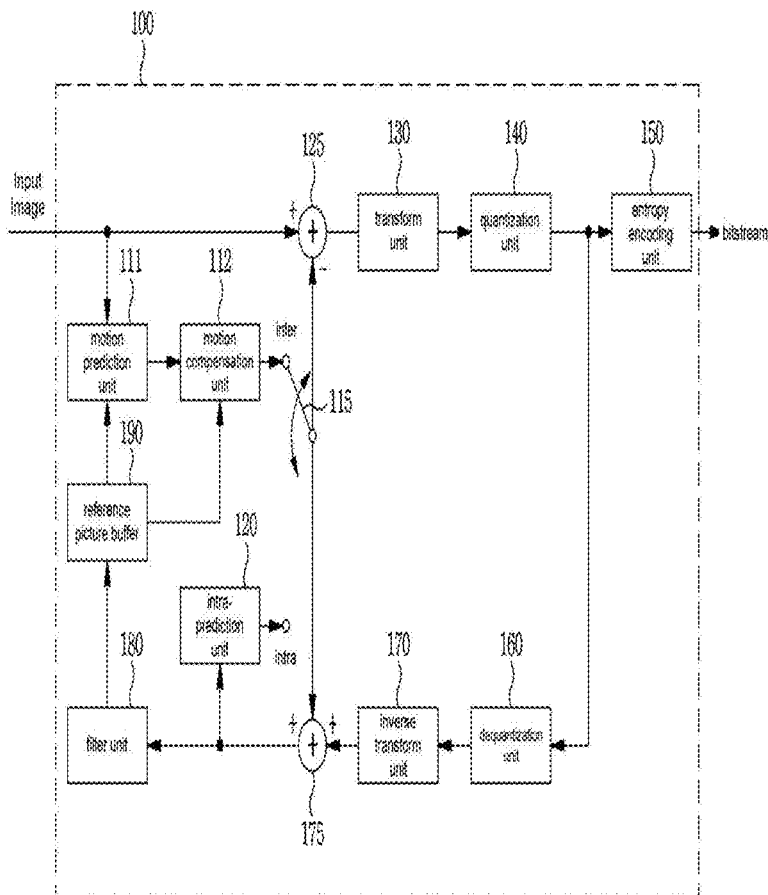 100
125
130
140
150
Input
Image
+
+
transform
unit
quantization
unit
entropy
encoding
unit
bitstream
-
111
112
inter
motion
prediction
unit
motion
compensation
unit
115
190
reference
picture buffer
120
intra-
prediction
unit
intra
180
170
160
filter unit
+
+
+
inverse
transform
unit
dequantization
unit
175